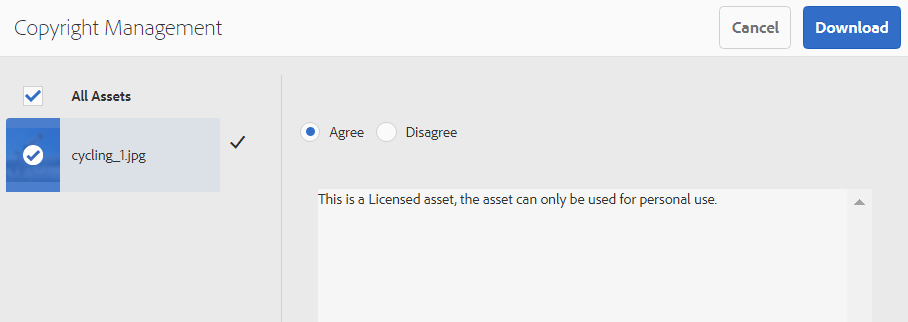 Copyright Management
Cancel
Download
All Assets
cycling_1.jpg
Agree
Disagree
This is a Licensed asset, the asset can only be used for personal use.